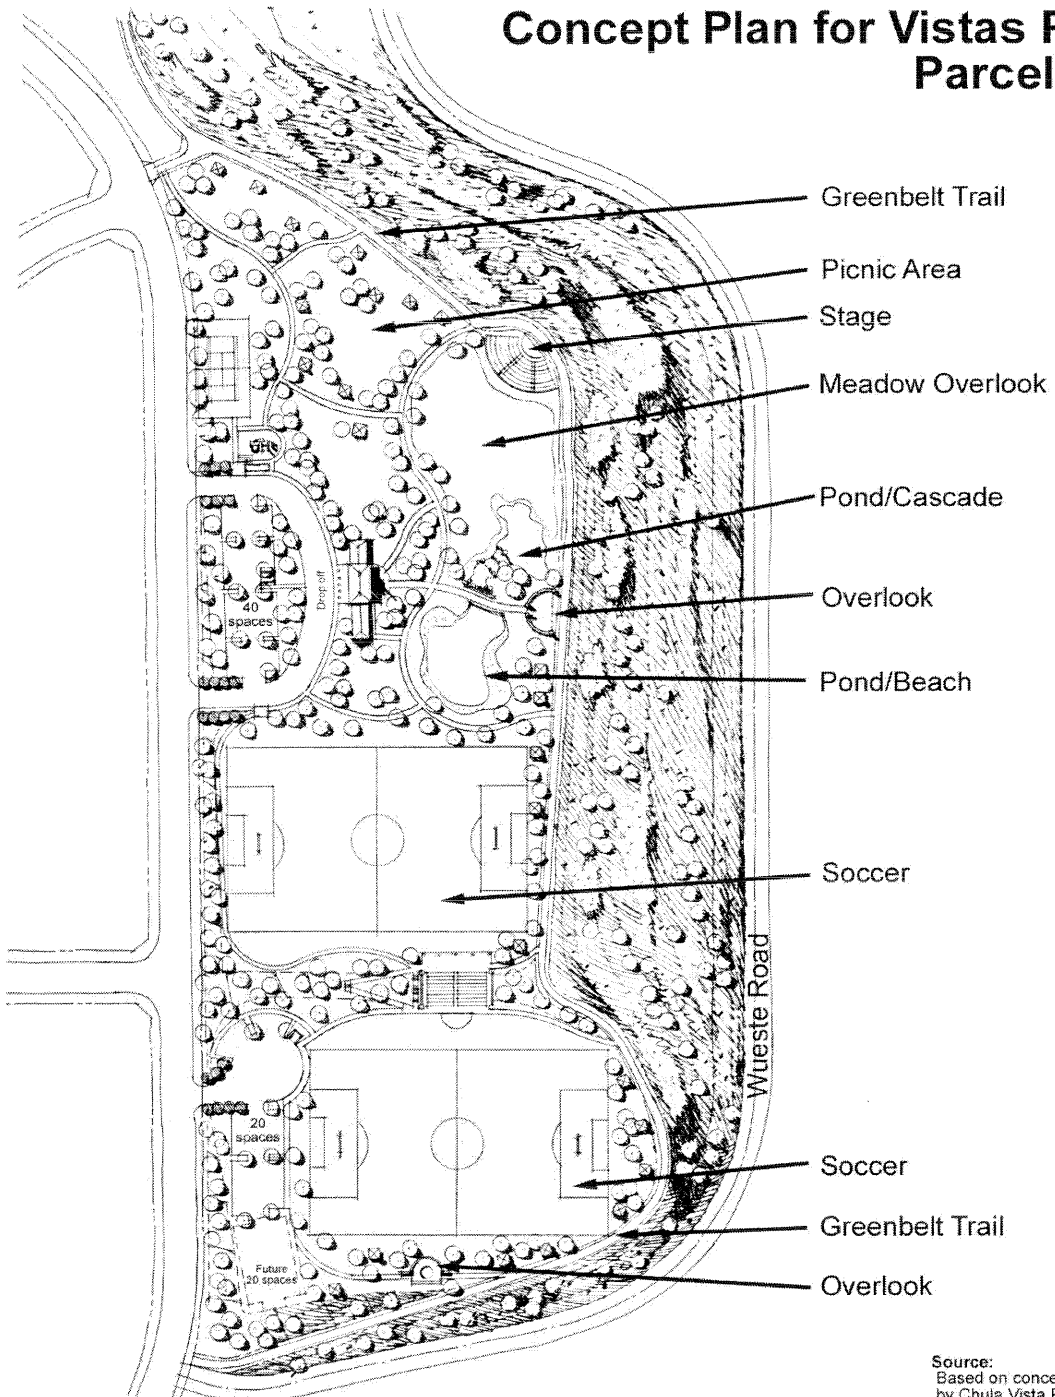 Concept Plan for Vistas
Parcel
Greenbelt Trail
Picnic Area
Stage
Meadow Overlook
Pond/Cascade
Overlook
Pond/Beach
Drop off
40
spaces
Soccer
Wueste Road
20
spaces
Soccer
Greenbelt Trail
Future
20 spaces
Overlook
Source:
Based on conce
by Chula Vista